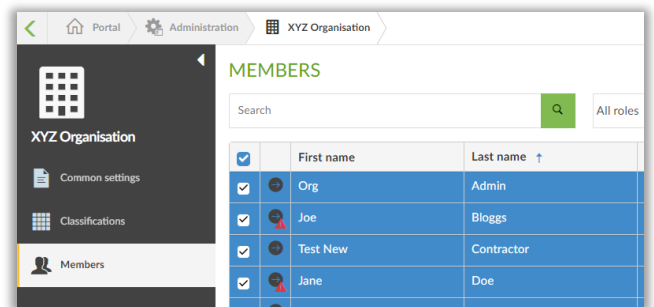 Portal Administration XYZ Organisation
MEMBERS
Search All roles
XYZ Organisation
Common settings
Classifications
Members
First name Last name ↑
Org Admin
Joe Bloggs
Test New Contractor
Jane Doe